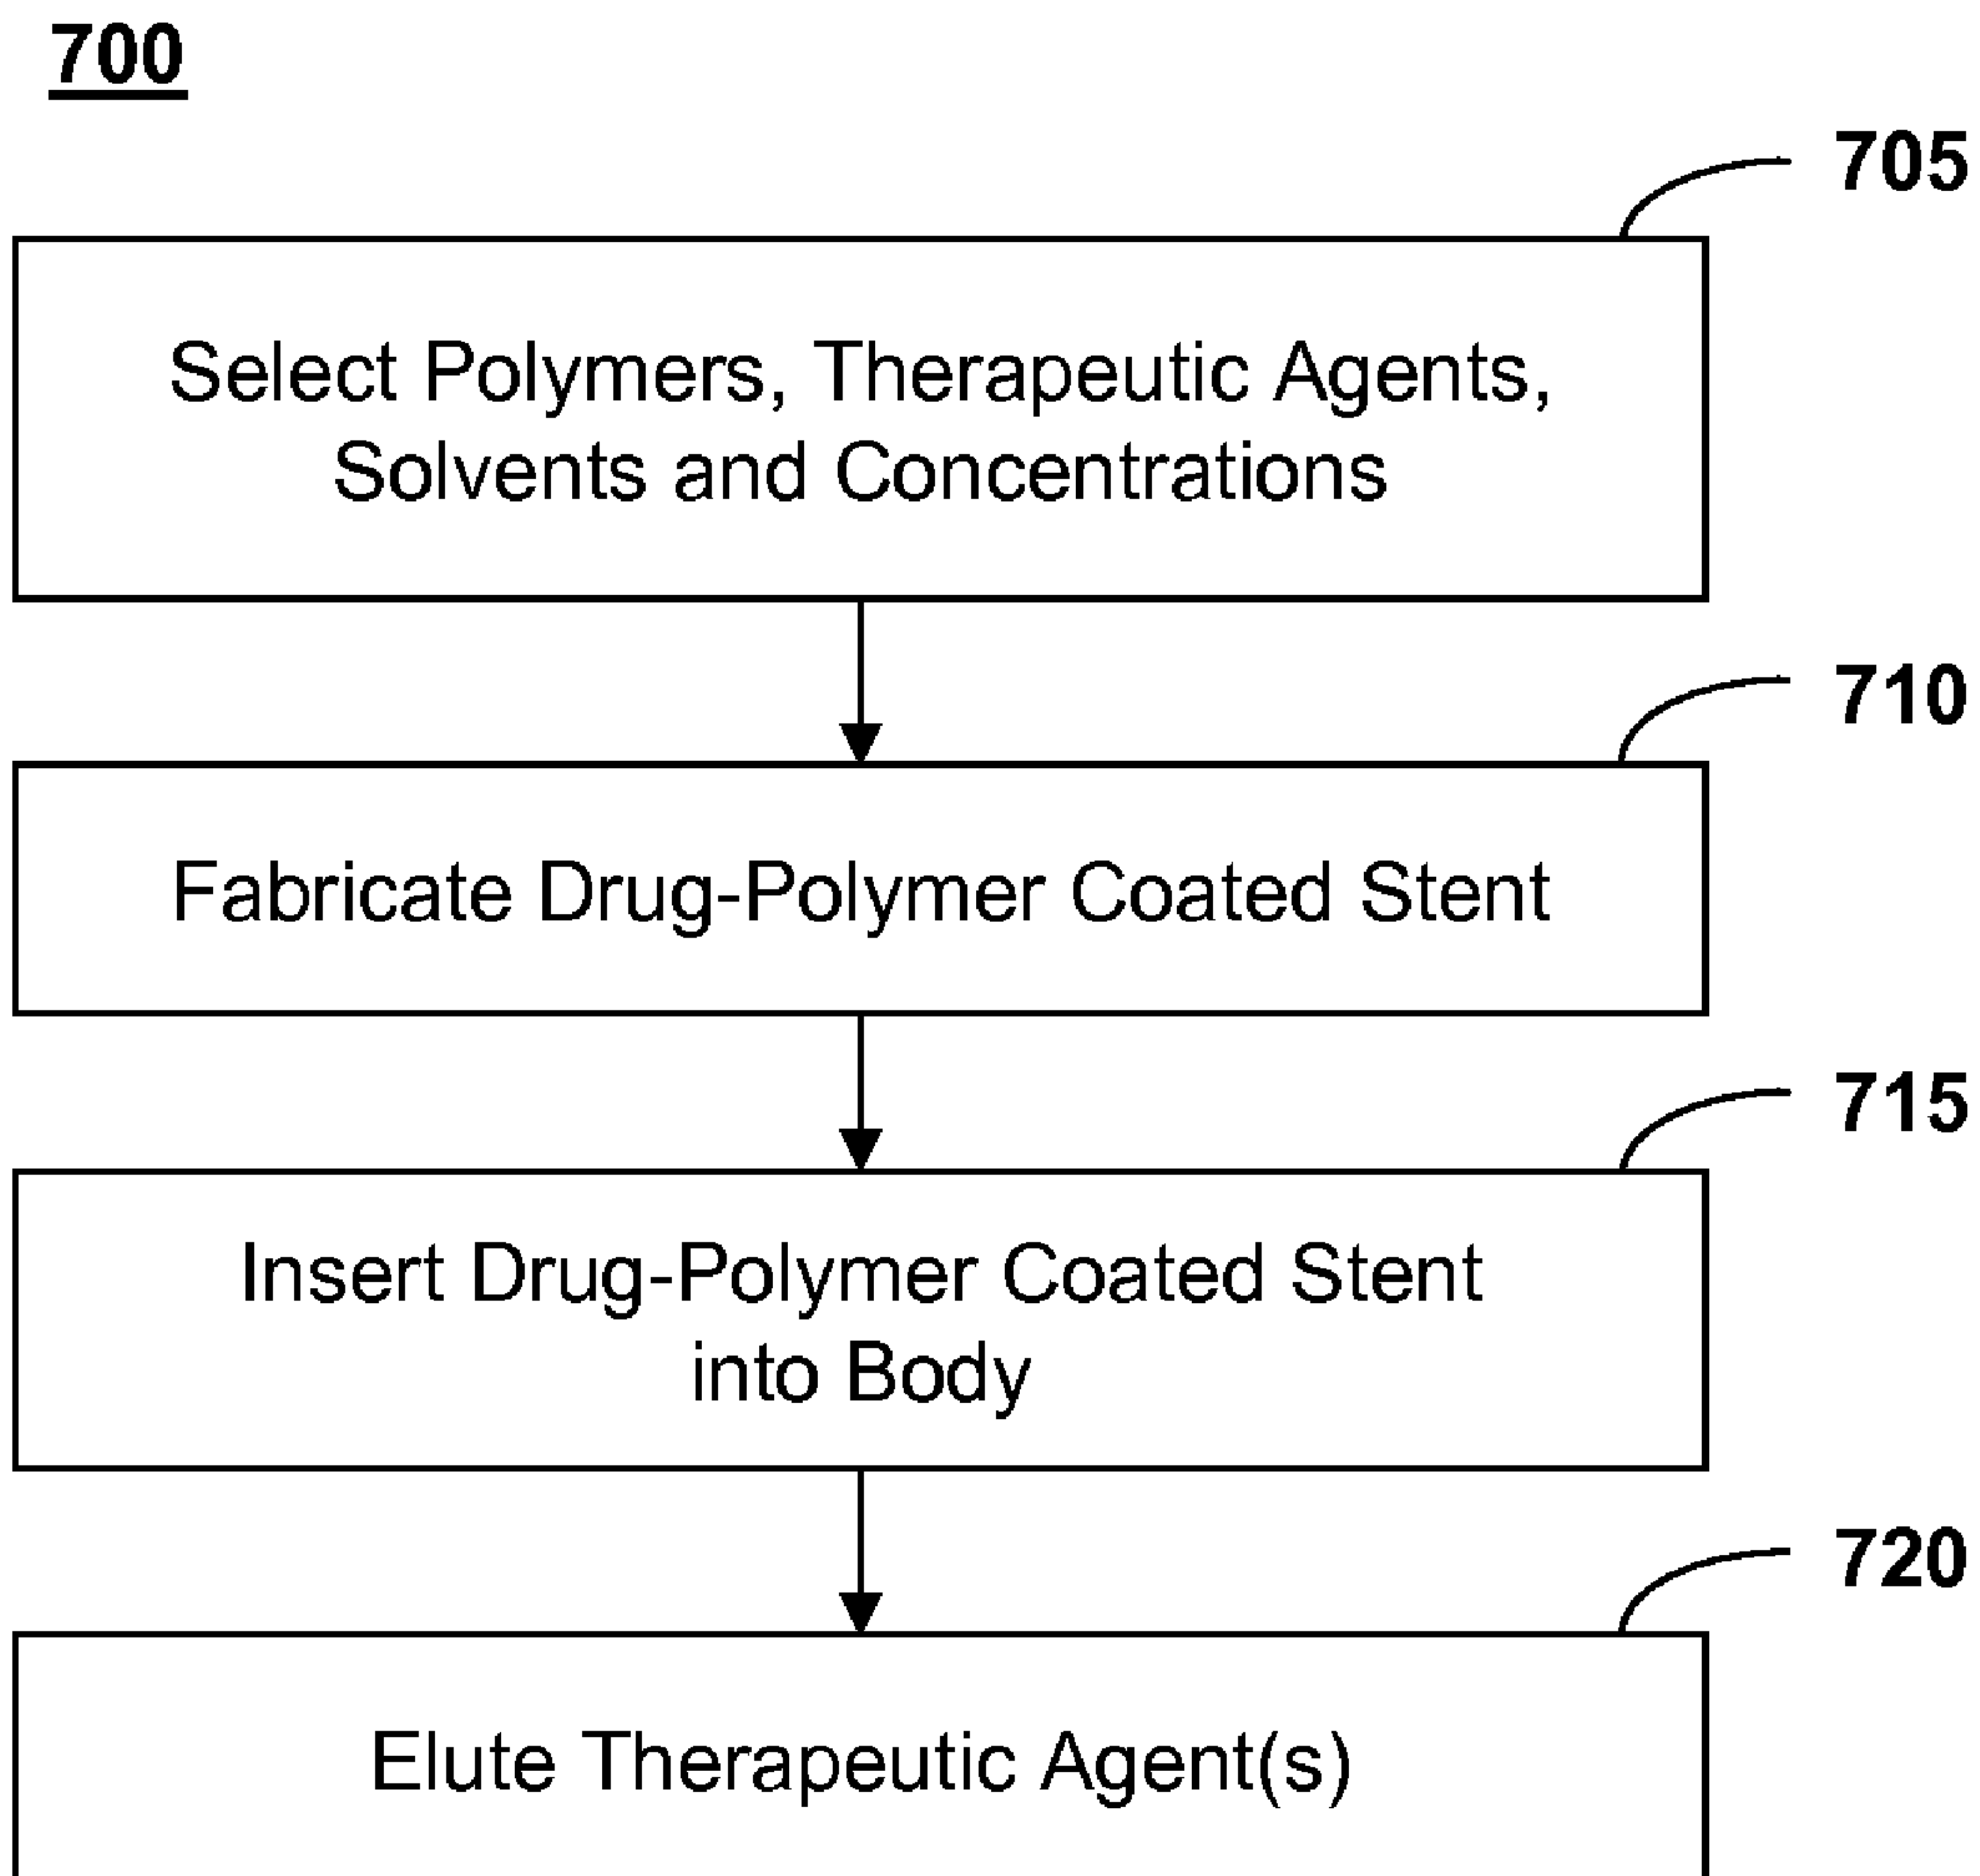 700
705
Select Polymers, Therapeutic Agents,
Solvents and Concentrations
710
Fabricate Drug-Polymer Coated Stent
715
Insert Drug-Polymer Coated Stent
into Body
720
Elute Therapeutic Agent(s)